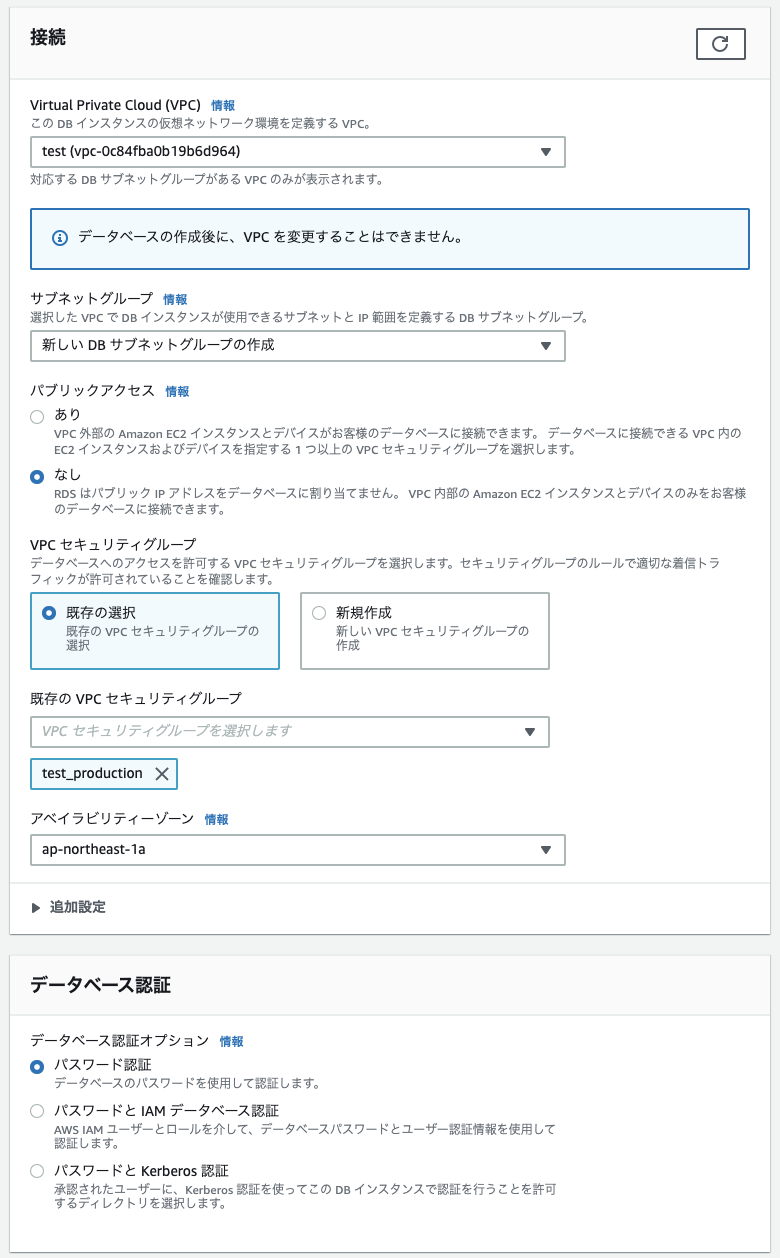 接続
Virtual Private Cloud (VPC) 情報
この DB インスタンスの仮想ネットワーク環境を定義する VPC。
test (vpc-0c84fba0b19b6d964)
対応する DB サブネットグループがある VPC のみが表示されます。
データベースの作成後に、VPC を変更することはできません。
サブネットグループ 情報
選択した VPC で DB インスタンスが使用できるサブネットと IP 範囲を定義する DB サブネットグループ。
新しい DB サブネットグループの作成
パブリックアクセス 情報
あり
VPC 外部の Amazon EC2 インスタンスとデバイスがお客様のデータベースに接続できます。 データベースに接続できる VPC 内の
EC2 インスタンスおよびデバイスを指定する 1 つ以上の VPC セキュリティグループを選択します。
なし
RDS はパブリック IP アドレスをデータベースに割り当てません。 VPC 内部の Amazon EC2 インスタンスとデバイスのみをお客様
のデータベースに接続できます。
VPC セキュリティグループ
データベースへのアクセスを許可する VPC セキュリティグループを選択します。セキュリティグループのルールで適切な着信トラ
フィックが許可されていることを確認します。
既存の選択
既存の VPC セキュリティグループの
選択
新規作成
新しい VPC セキュリティグループの
作成
既存の VPC セキュリティグループ
VPC セキュリティグループを選択します
test_production
アベイラビリティーゾーン 情報
ap-northeast-1a
追加設定
データベース認証
データベース認証オプション 情報
パスワード認証
データベースのパスワードを使用して認証します。
パスワードと IAM データベース認証
AWS IAM ユーザーとロールを介して、データベースパスワードとユーザー認証情報を使用して
認証します。
パスワードと Kerberos 認証
承認されたユーザーに、Kerberos 認証を使ってこの DB インスタンスで認証を行うことを許可
するディレクトリを選択します。